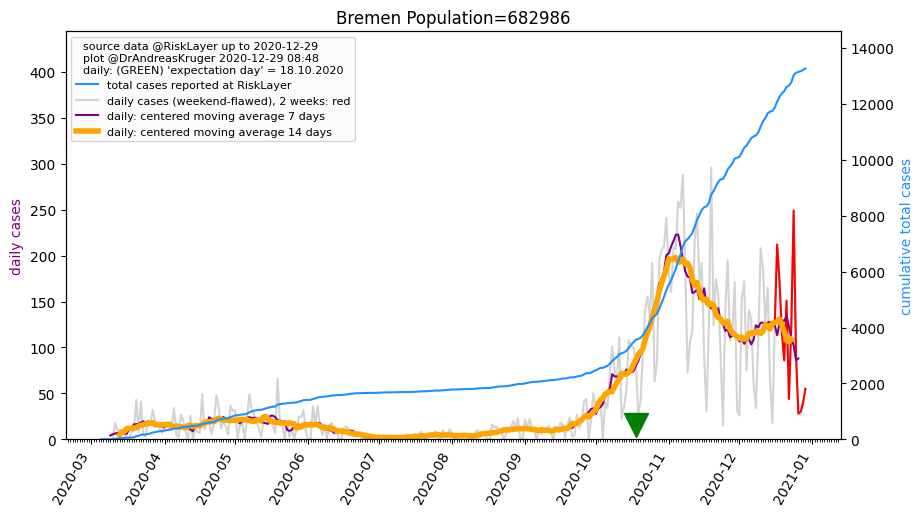 Bremen Population=682986
source data @RiskLayer up to 2020-12-29
plot @DrAndreasKruger 2020-12-29 08:48
daily: (GREEN) 'expectation day' = 18.10.2020
total cases reported at RiskLayer
daily cases (weekend-flawed), 2 weeks: red
daily: centered moving average 7 days
daily: centered moving average 14 days
daily cases
400
350
300
250
200
150
100
50
0
cumulative total cases
14000
12000
10000
8000
6000
4000
2000
0
2020-03
2020-04
2020-05
2020-06
2020-07
2020-08
2020-09
2020-10
2020-11
2020-12
2021-01